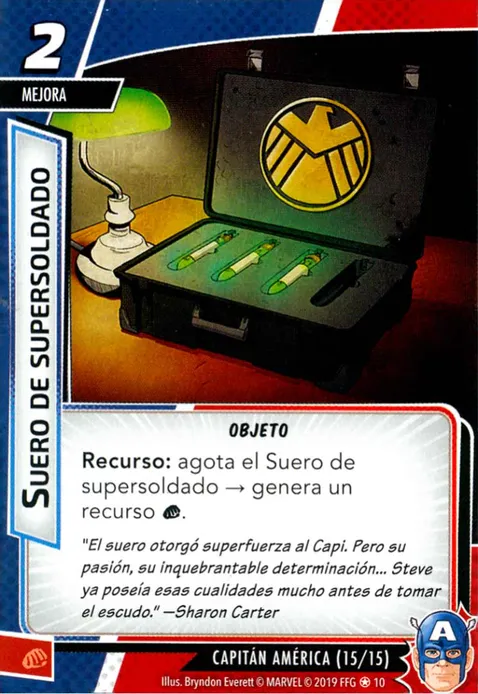 2
MEJORA
SUERO DE SUPERSOLDADO
OBJETO
Recurso: agota el Suero de
supersoldado → genera un
recurso.
"El suero otorgó superfuerza al Capi. Pero su
pasión, su inquebrantable determinación... Steve
ya poseía esas cualidades mucho antes de tomar
el escudo." —Sharon Carter
A
CAPITÁN AMÉRICA (15/15)
Illus. Bryndon Everett © MARVEL © 2019 FFG ✪ 10